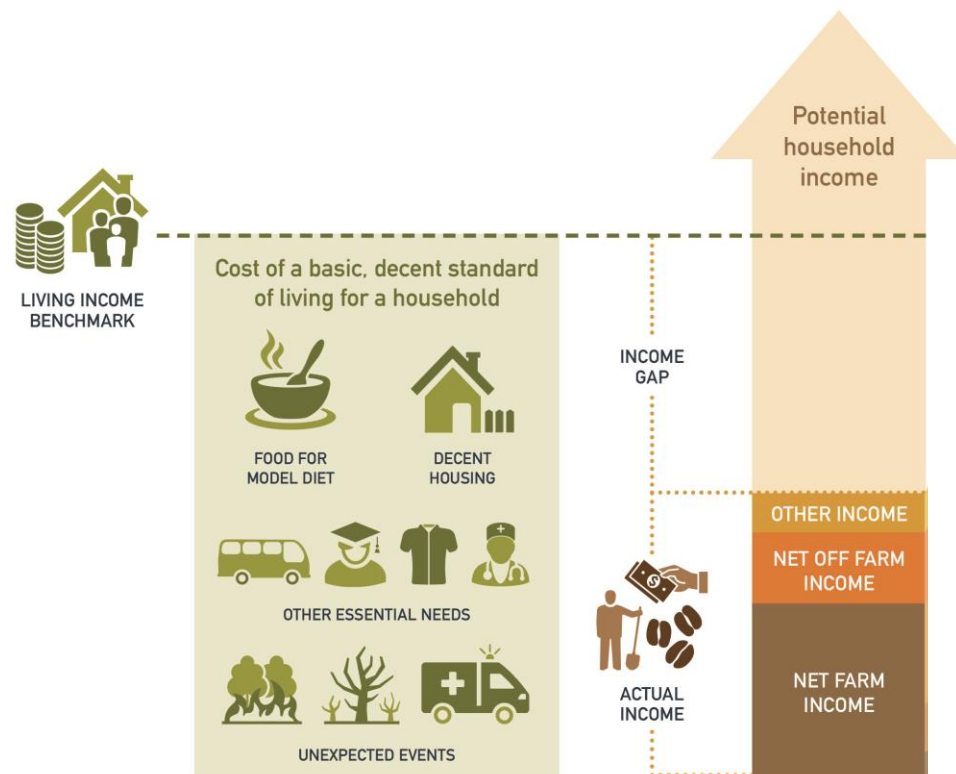 Potential
household
income
LIVING INCOME
BENCHMARK
Cost of a basic, decent standard
of living for a household
FOOD FOR
MODEL DIET
DECENT
HOUSING
OTHER ESSENTIAL NEEDS
UNEXPECTED EVENTS
INCOME
GAP
ACTUAL
INCOME
OTHER INCOME
NET OFF FARM
INCOME
NET FARM
INCOME